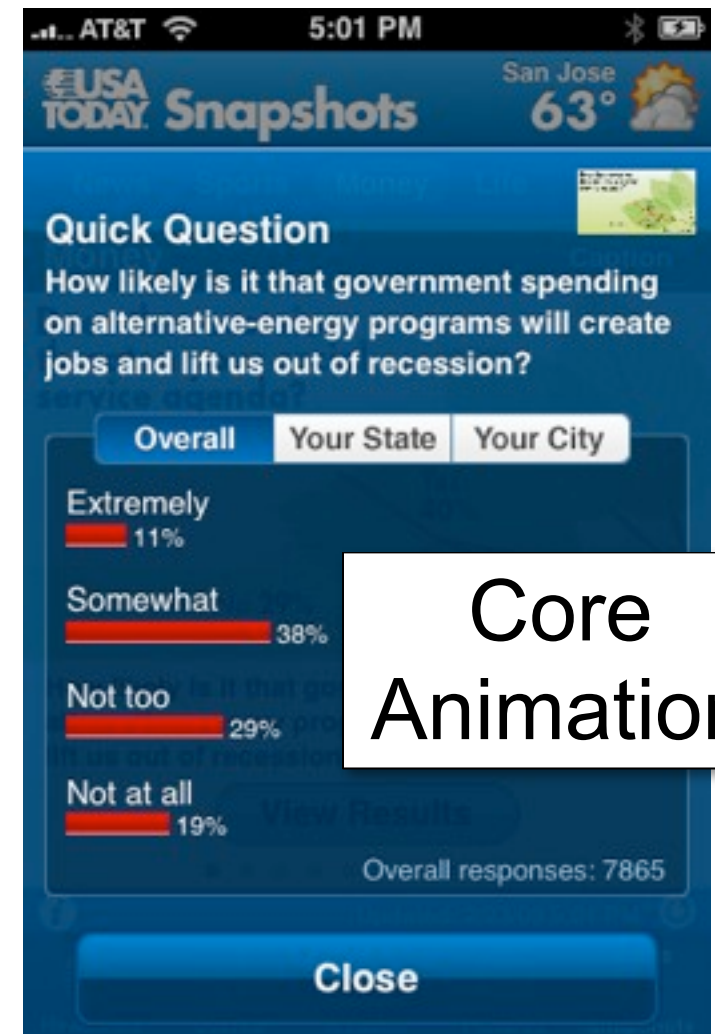 AT&T 5:01 PM
USA TODAY Snapshots
San Jose
63°
Quick Question
How likely is it that government spending
on alternative-energy programs will create
jobs and lift us out of recession?
Overall Your State Your City
Extremely
11%
Somewhat
38%
Not too
29%
Not at all
19%
Overall responses: 7865
View Results
Close
Core
Animation